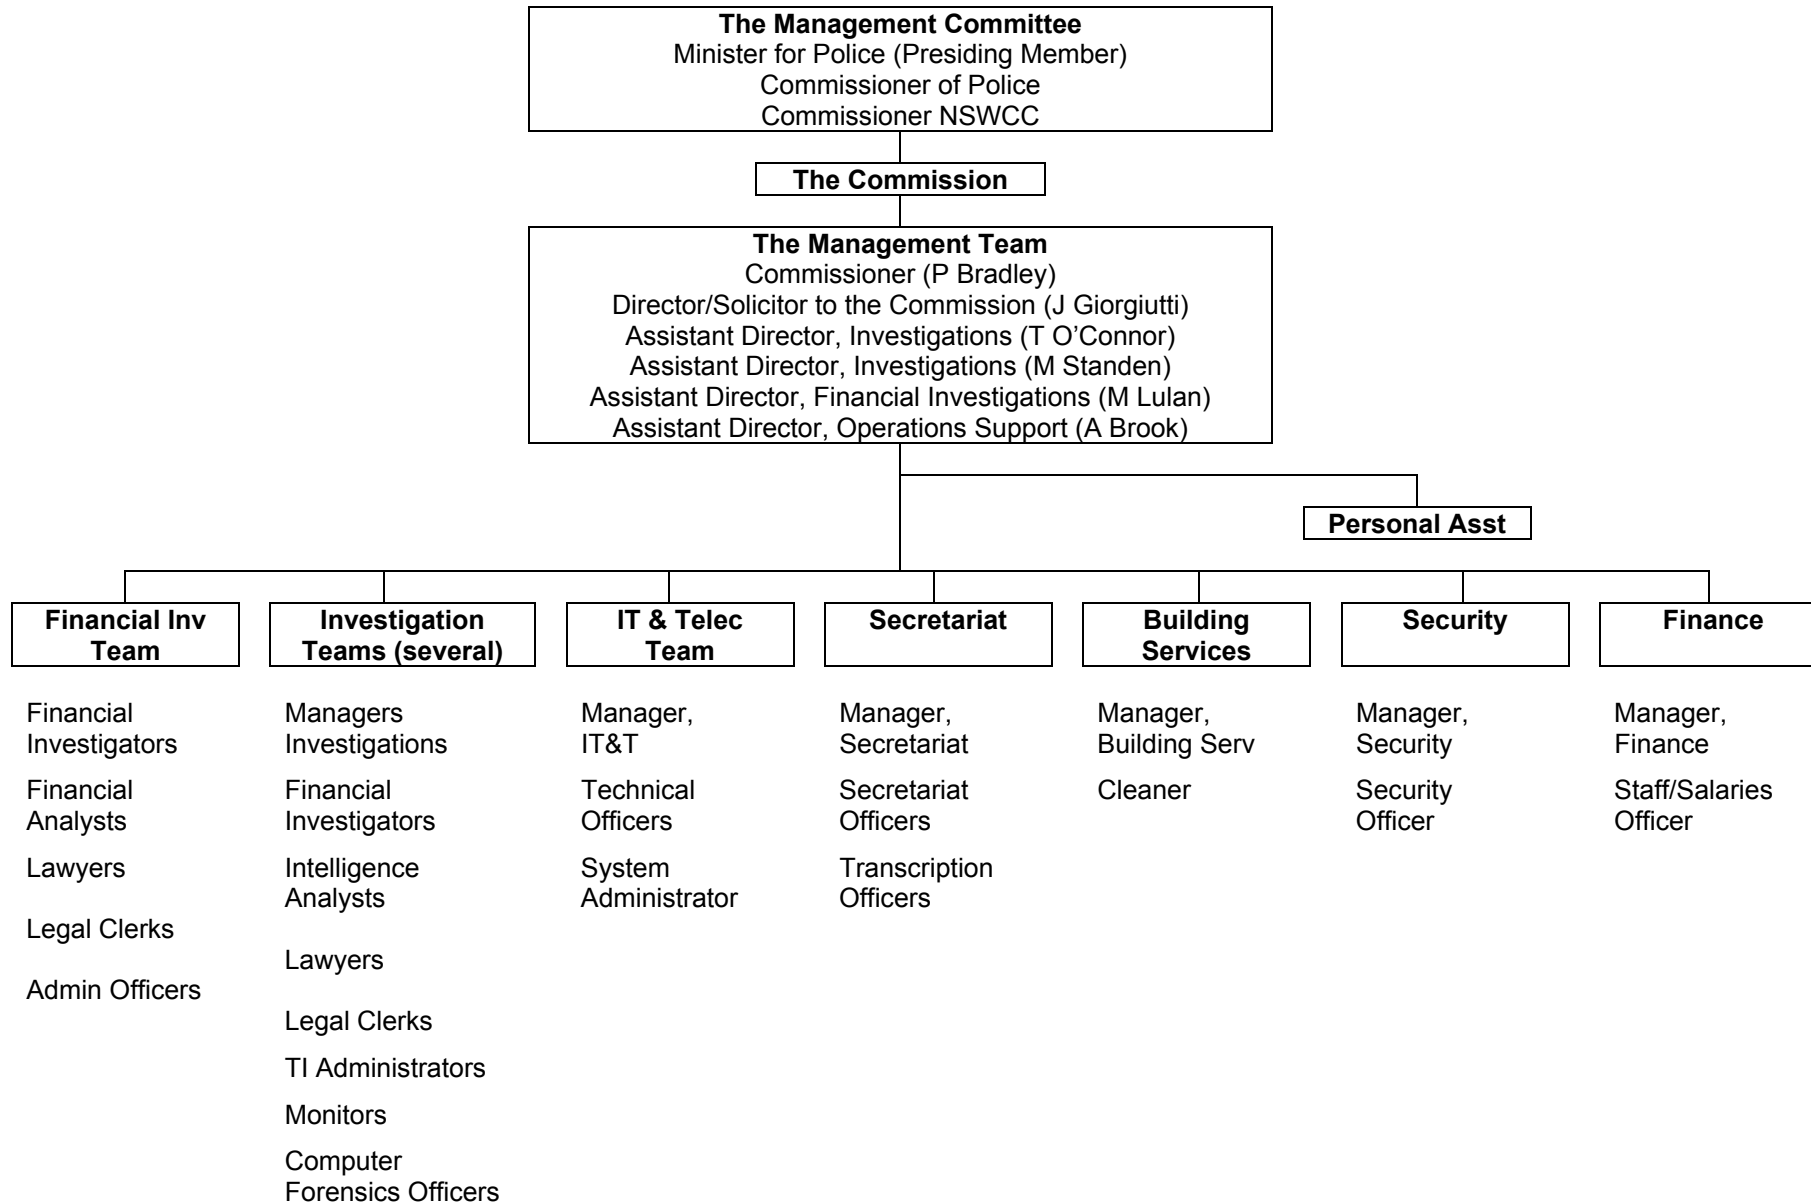 The Management Committee
Minister for Police (Presiding Member)
Commissioner of Police
Commissioner NSWCC
The Commission
The Management Team
Commissioner (P Bradley)
Director/Solicitor to the Commission (J Giorgiutti)
Assistant Director, Investigations (T O’Connor)
Assistant Director, Investigations (M Standen)
Assistant Director, Financial Investigations (M Lulan)
Assistant Director, Operations Support (A Brook)
Personal Asst
Financial Inv
Team
Financial
Investigators
Financial
Analysts
Lawyers
Legal Clerks
Admin Officers
Investigation
Teams (several)
Managers
Investigations
Financial
Investigators
Intelligence
Analysts
Lawyers
Legal Clerks
TI Administrators
Monitors
Computer
Forensics Officers
IT & Telec
Team
Manager,
IT&T
Technical
Officers
System
Administrator
Secretariat
Manager,
Secretariat
Secretariat
Officers
Transcription
Officers
Building
Services
Manager,
Building Serv
Cleaner
Security
Manager,
Security
Security
Officer
Finance
Manager,
Finance
Staff/Salaries
Officer